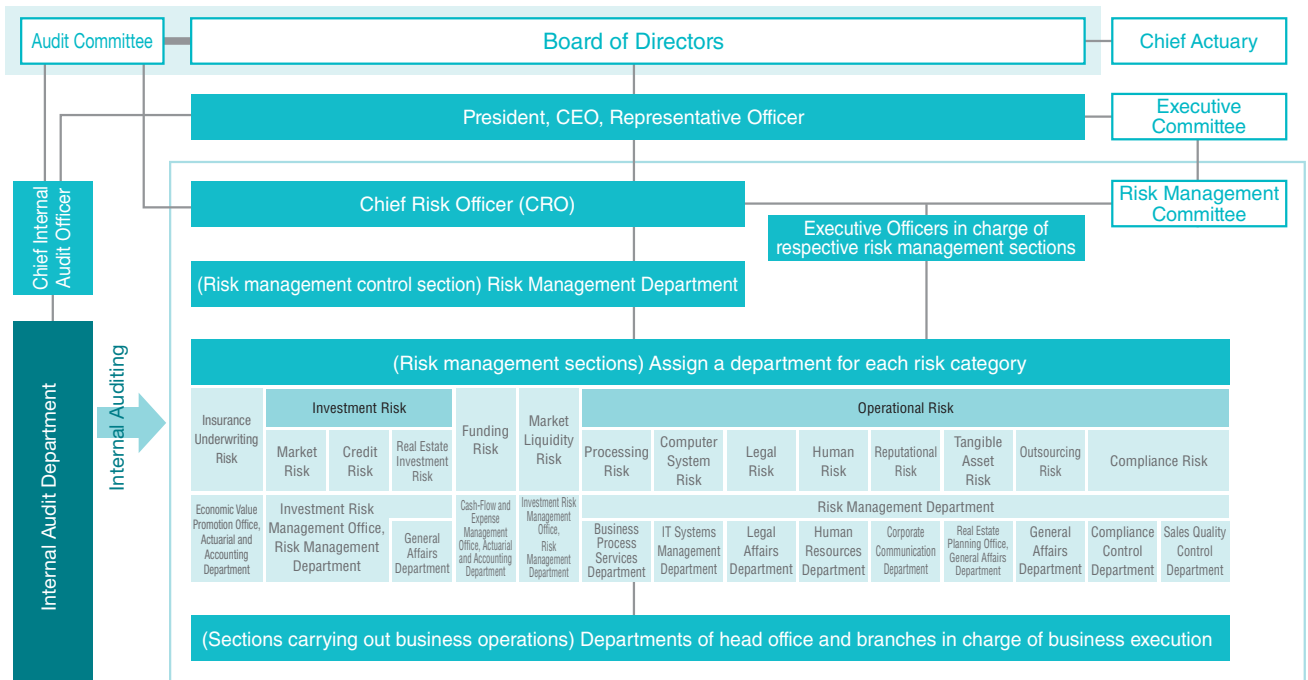 Audit Committee
Board of Directors
Chief Actuary
President, CEO, Representative Officer
Executive
Committee
Chief Internal
Audit Officer
Chief Risk Officer (CRO)
Risk Management
Committee
Executive Officers in charge of
respective risk management sections
(Risk management control section) Risk Management Department
Internal Audit Department
Internal Auditing
(Risk management sections) Assign a department for each risk category
Insurance
Underwriting
Risk
Investment Risk
Market
Risk
Credit
Risk
Real Estate
Investment
Risk
Funding
Risk
Market
Liquidity
Risk
Operational Risk
Processing
Risk
Computer
System
Risk
Legal
Risk
Human
Risk
Reputational
Risk
Tangible
Asset
Risk
Outsourcing
Risk
Compliance Risk
Economic Value
Promotion Office,
Actuarial and
Accounting
Department
Investment Risk
Management Office,
Risk Management
Department
General
Affairs
Department
Cash-Flow and
Expense
Management
Office, Actuarial
and Accounting
Department
Investment Risk
Management
Office,
Risk
Management
Department
Risk Management Department
Business
Process
Services
Department
IT Systems
Management
Department
Legal
Affairs
Department
Human
Resources
Department
Corporate
Communication
Department
Real Estate
Planning Office,
General Affairs
Department
General
Affairs
Department
Compliance
Control
Department
Sales Quality
Control
Department
(Sections carrying out business operations) Departments of head office and branches in charge of business execution